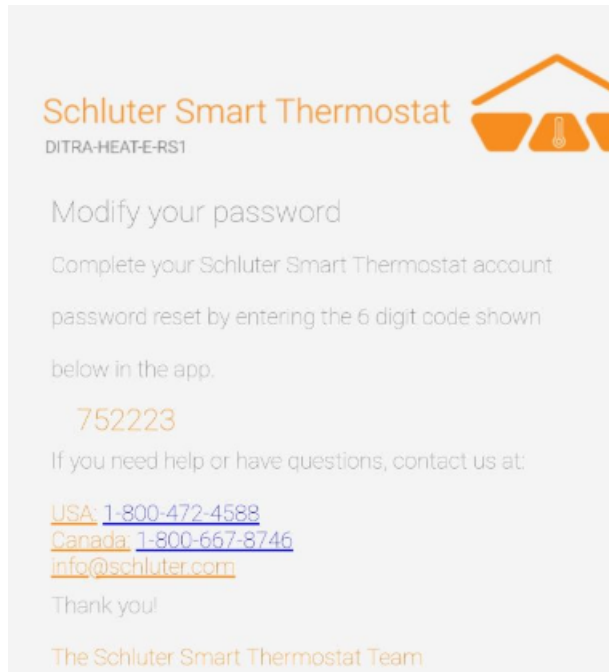 Schluter Smart Thermostat
DITRA-HEAT-E-RS1
Modify your password
Complete your Schluter Smart Thermostat account
password reset by entering the 6 digit code shown
below in the app.
752223
If you need help or have questions, contact us at:
USA: 1-800-472-4588
Canada: 1-800-667-8746
info@schluter.com
Thank you!
The Schluter Smart Thermostat Team